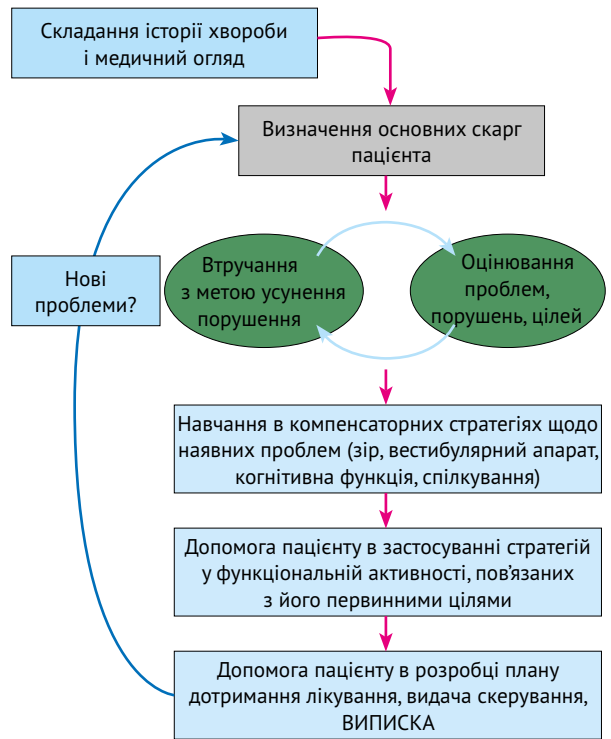 Складання історії хвороби
і медичний огляд
Визначення основних скарг
пацієнта
Нові
проблеми?
Втручання
з метою усунення
порушення
Оцінювання
проблем,
порушень, цілей
Навчання в компенсаторних стратегіях щодо
наявних проблем (зір, вестибулярний апарат,
когнітивна функція, спілкування)
Допомога пацієнту в застосуванні стратегій
у функціональній активності, пов’язаних
з його первинними цілями
Допомога пацієнту в розробці плану
дотримання лікування, видача скерування,
ВИПИСКА